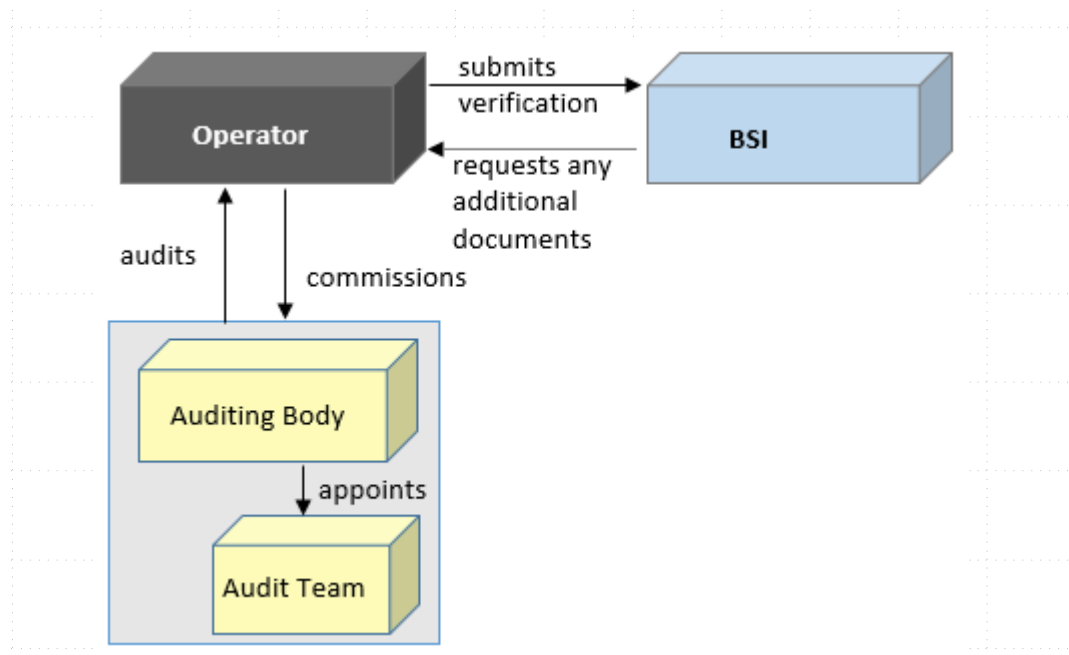 submits
verification
Operator
BSI
requests any
additional
documents
audits
commissions
Auditing Body
appoints
Audit Team